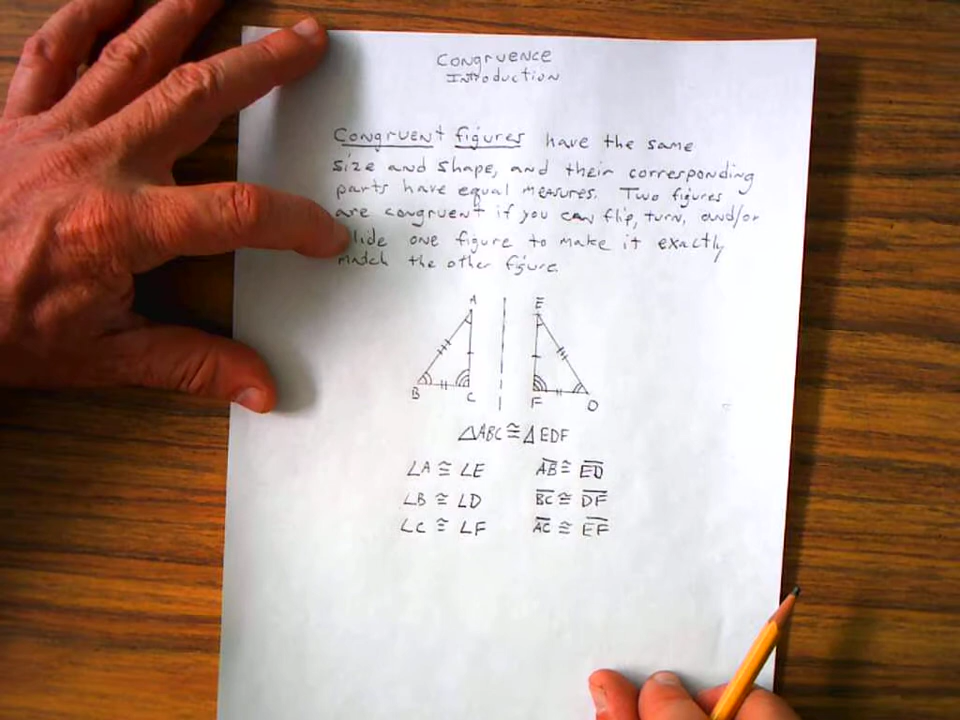 Congruence
Introduction
Congruent figures have the same
size and shape, and their corresponding
parts have equal measures. Two figures
are congruent if you can flip, turn, and/or
slide one figure to make it exactly
match the other figure.
A E
B C F D
△ABC ≅ △EDF
∠A ≅ ∠E A̅B̅ ≅ E̅D̅
∠B ≅ ∠D B̅C̅ ≅ D̅F̅
∠C ≅ ∠F A̅C̅ ≅ E̅F̅